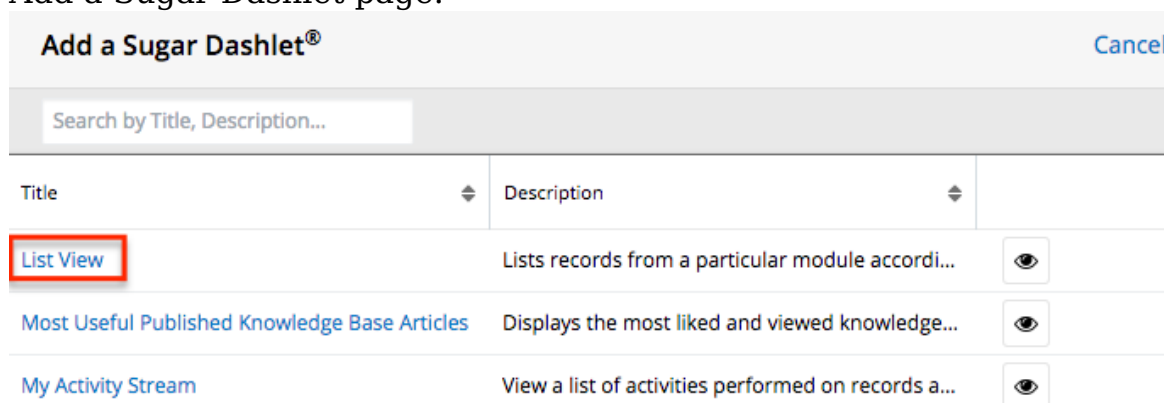 Add a Sugar Dashlet page.
Add a Sugar Dashlet®
Cancel
Search by Title, Description...
Title
Description
List View
Lists records from a particular module accordi...
Most Useful Published Knowledge Base Articles
Displays the most liked and viewed knowledge...
My Activity Stream
View a list of activities performed on records a...